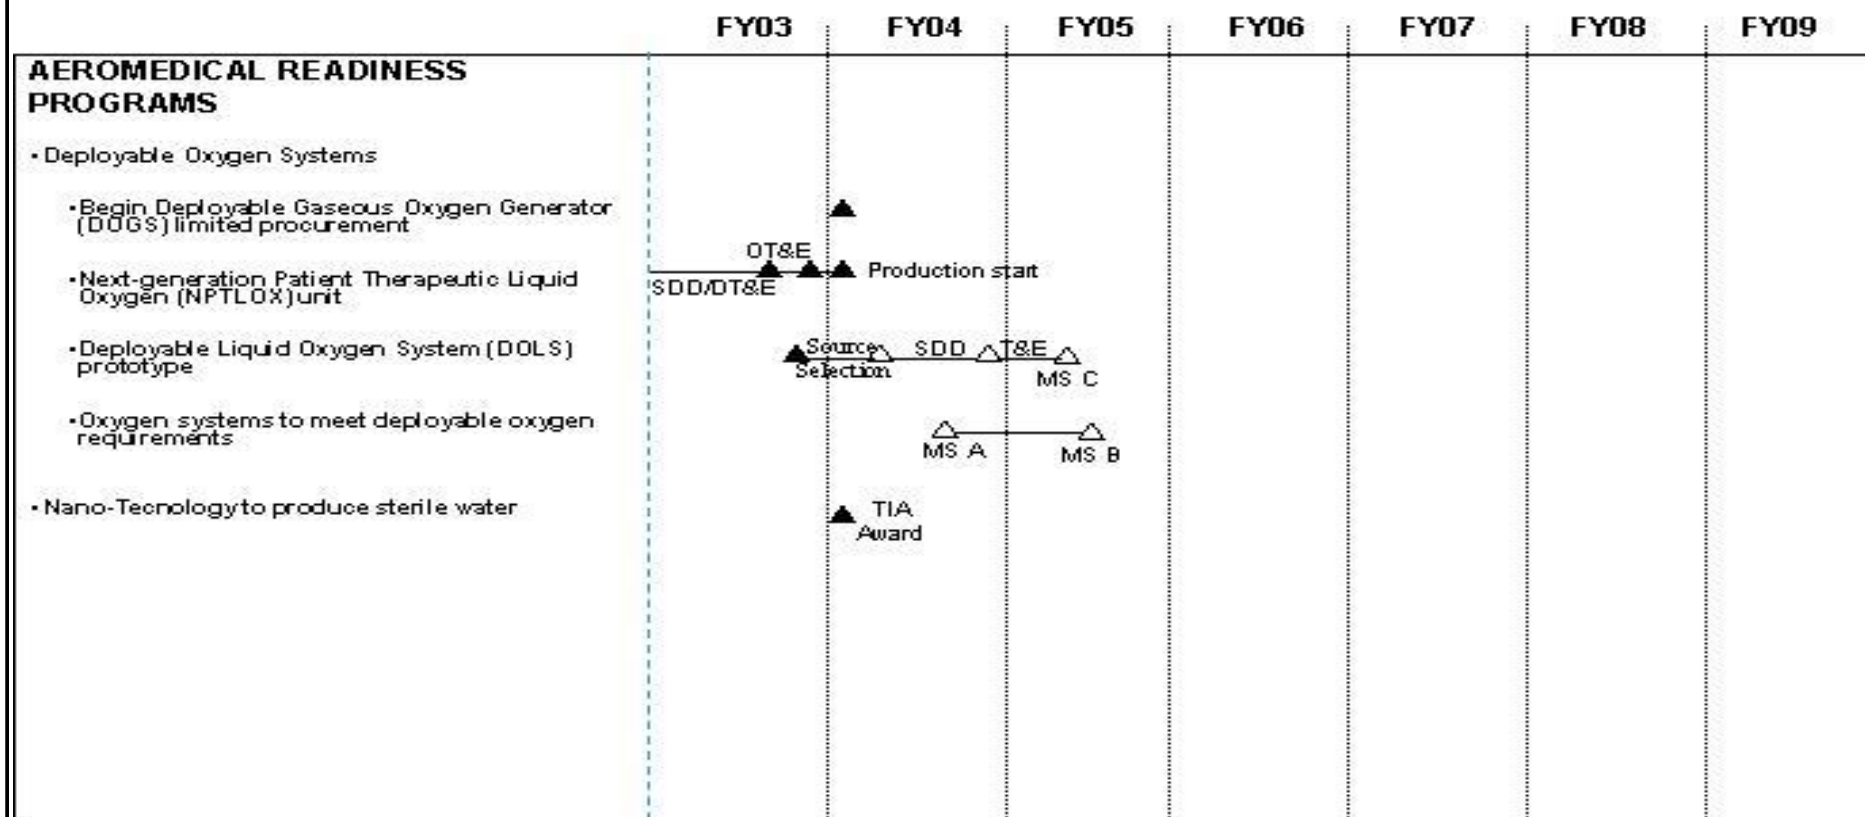 FY03 FY04 FY05 FY06 FY07 FY08 FY09
AEROMEDICAL READINESS
PROGRAMS
• Deployable Oxygen Systems
• Begin Deployable Gaseous Oxygen Generator
(DOGS) limited procurement
OT&E
• Next-generation Patient Therapeutic Liquid
Oxygen (NPTLOX) unit
SDD/DT&E
Production start
• Deployable Liquid Oxygen System (DOLS)
prototype
Source
Selection
SDD
T&E
MS C
• Oxygen systems to meet deployable oxygen
requirements
MS A
MS B
• Nano-Tecnology to produce sterile water
TIA
Award